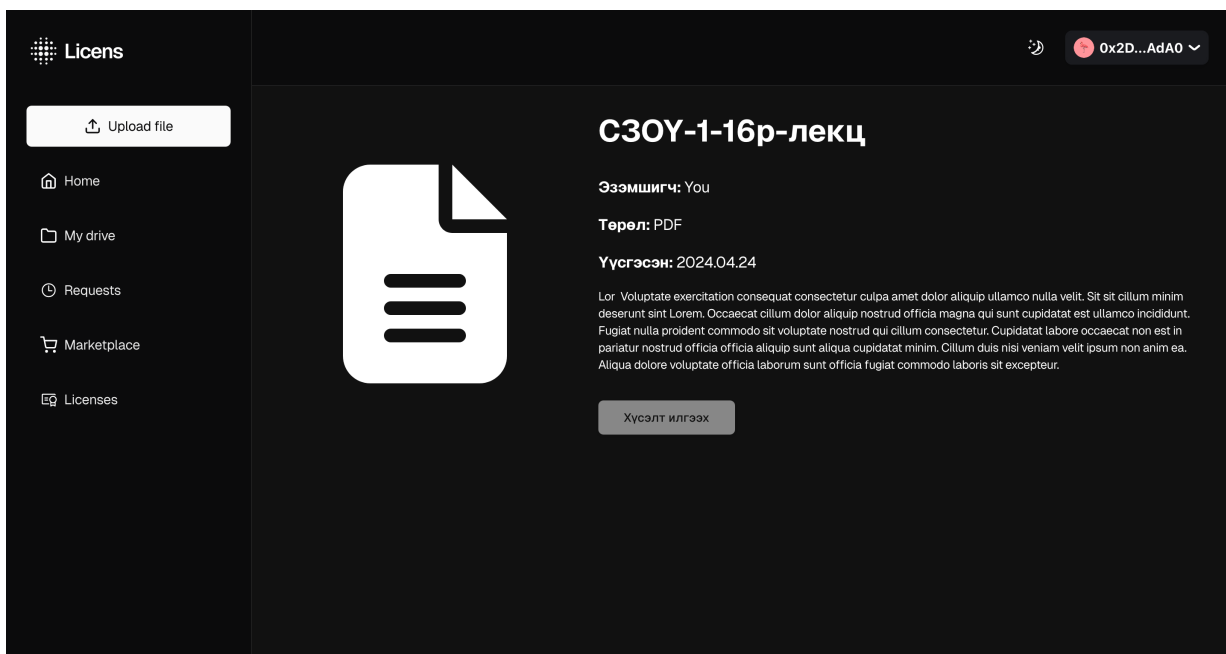 Licens
0x2D...AdA0
Upload file
Home
My drive
Requests
Marketplace
Licenses
СЗОҮ-1-16р-лекц
Эзэмшигч: You
Төрөл: PDF
Үүсгэсэн: 2024.04.24
Lor Voluptate exercitation consequat consectetur culpa amet dolor aliquip ullamco nulla velit. Sit sit cillum minim
deserunt sint Lorem. Occaecat cillum dolor aliquip nostrud officia magna qui sunt cupidatat est ullamco incididunt.
Fugiat nulla proident commodo sit voluptate nostrud qui cillum consectetur. Cupidatat labore occaecat non est in
pariatur nostrud officia officia aliquip sunt aliqua cupidatat minim. Cillum duis nisi veniam velit ipsum non anim ea.
Aliqua dolore voluptate officia laborum sunt officia fugiat commodo laboris sit excepteur.
Хүсэлт илгээх